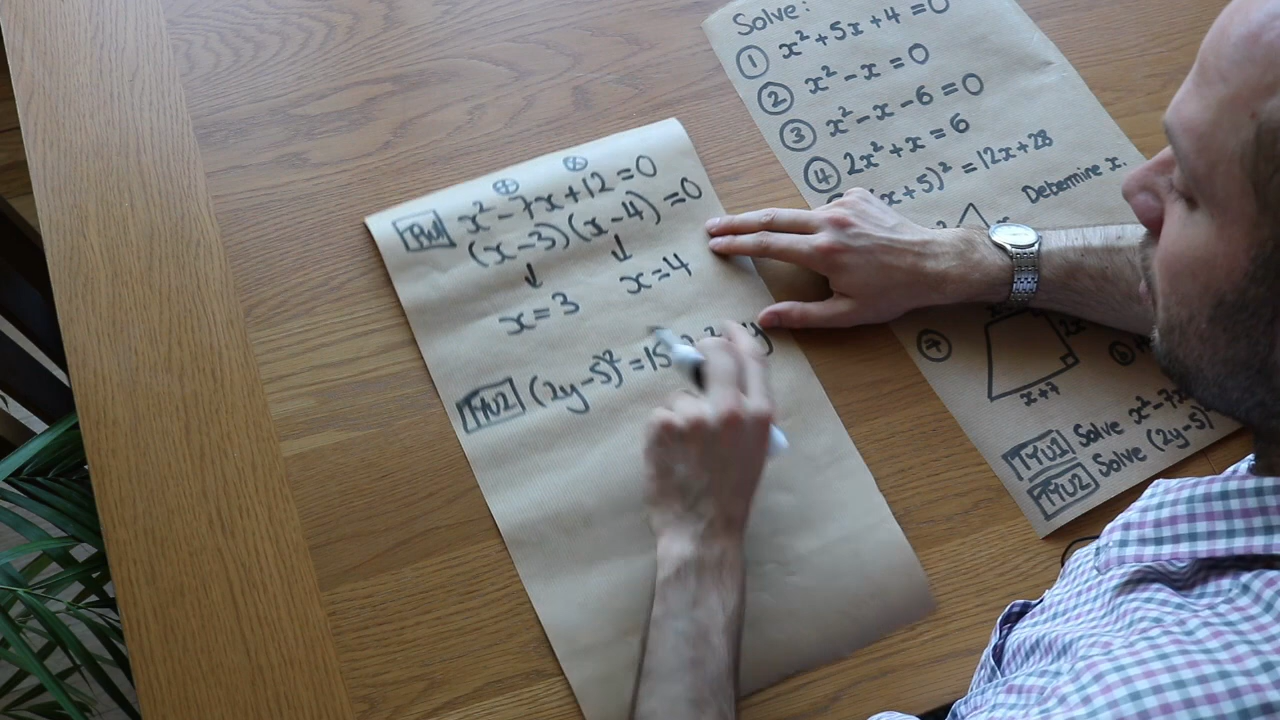 TYU1 x² - 7x + 12 = 0
(x - 3)(x - 4) = 0
↓ ↓
x = 3 x = 4
TYU2 (2y - 5)² = 15
Solve:
① x² + 5x + 4 = 0
② x² - x = 0
③ x² - x - 6 = 0
④ 2x² + x = 6
(x + 5)² = 12x + 28
Determine x.
⑦
2x
x + 7
TYU1 Solve x² - 7x
TYU2 Solve (2y - 5)²